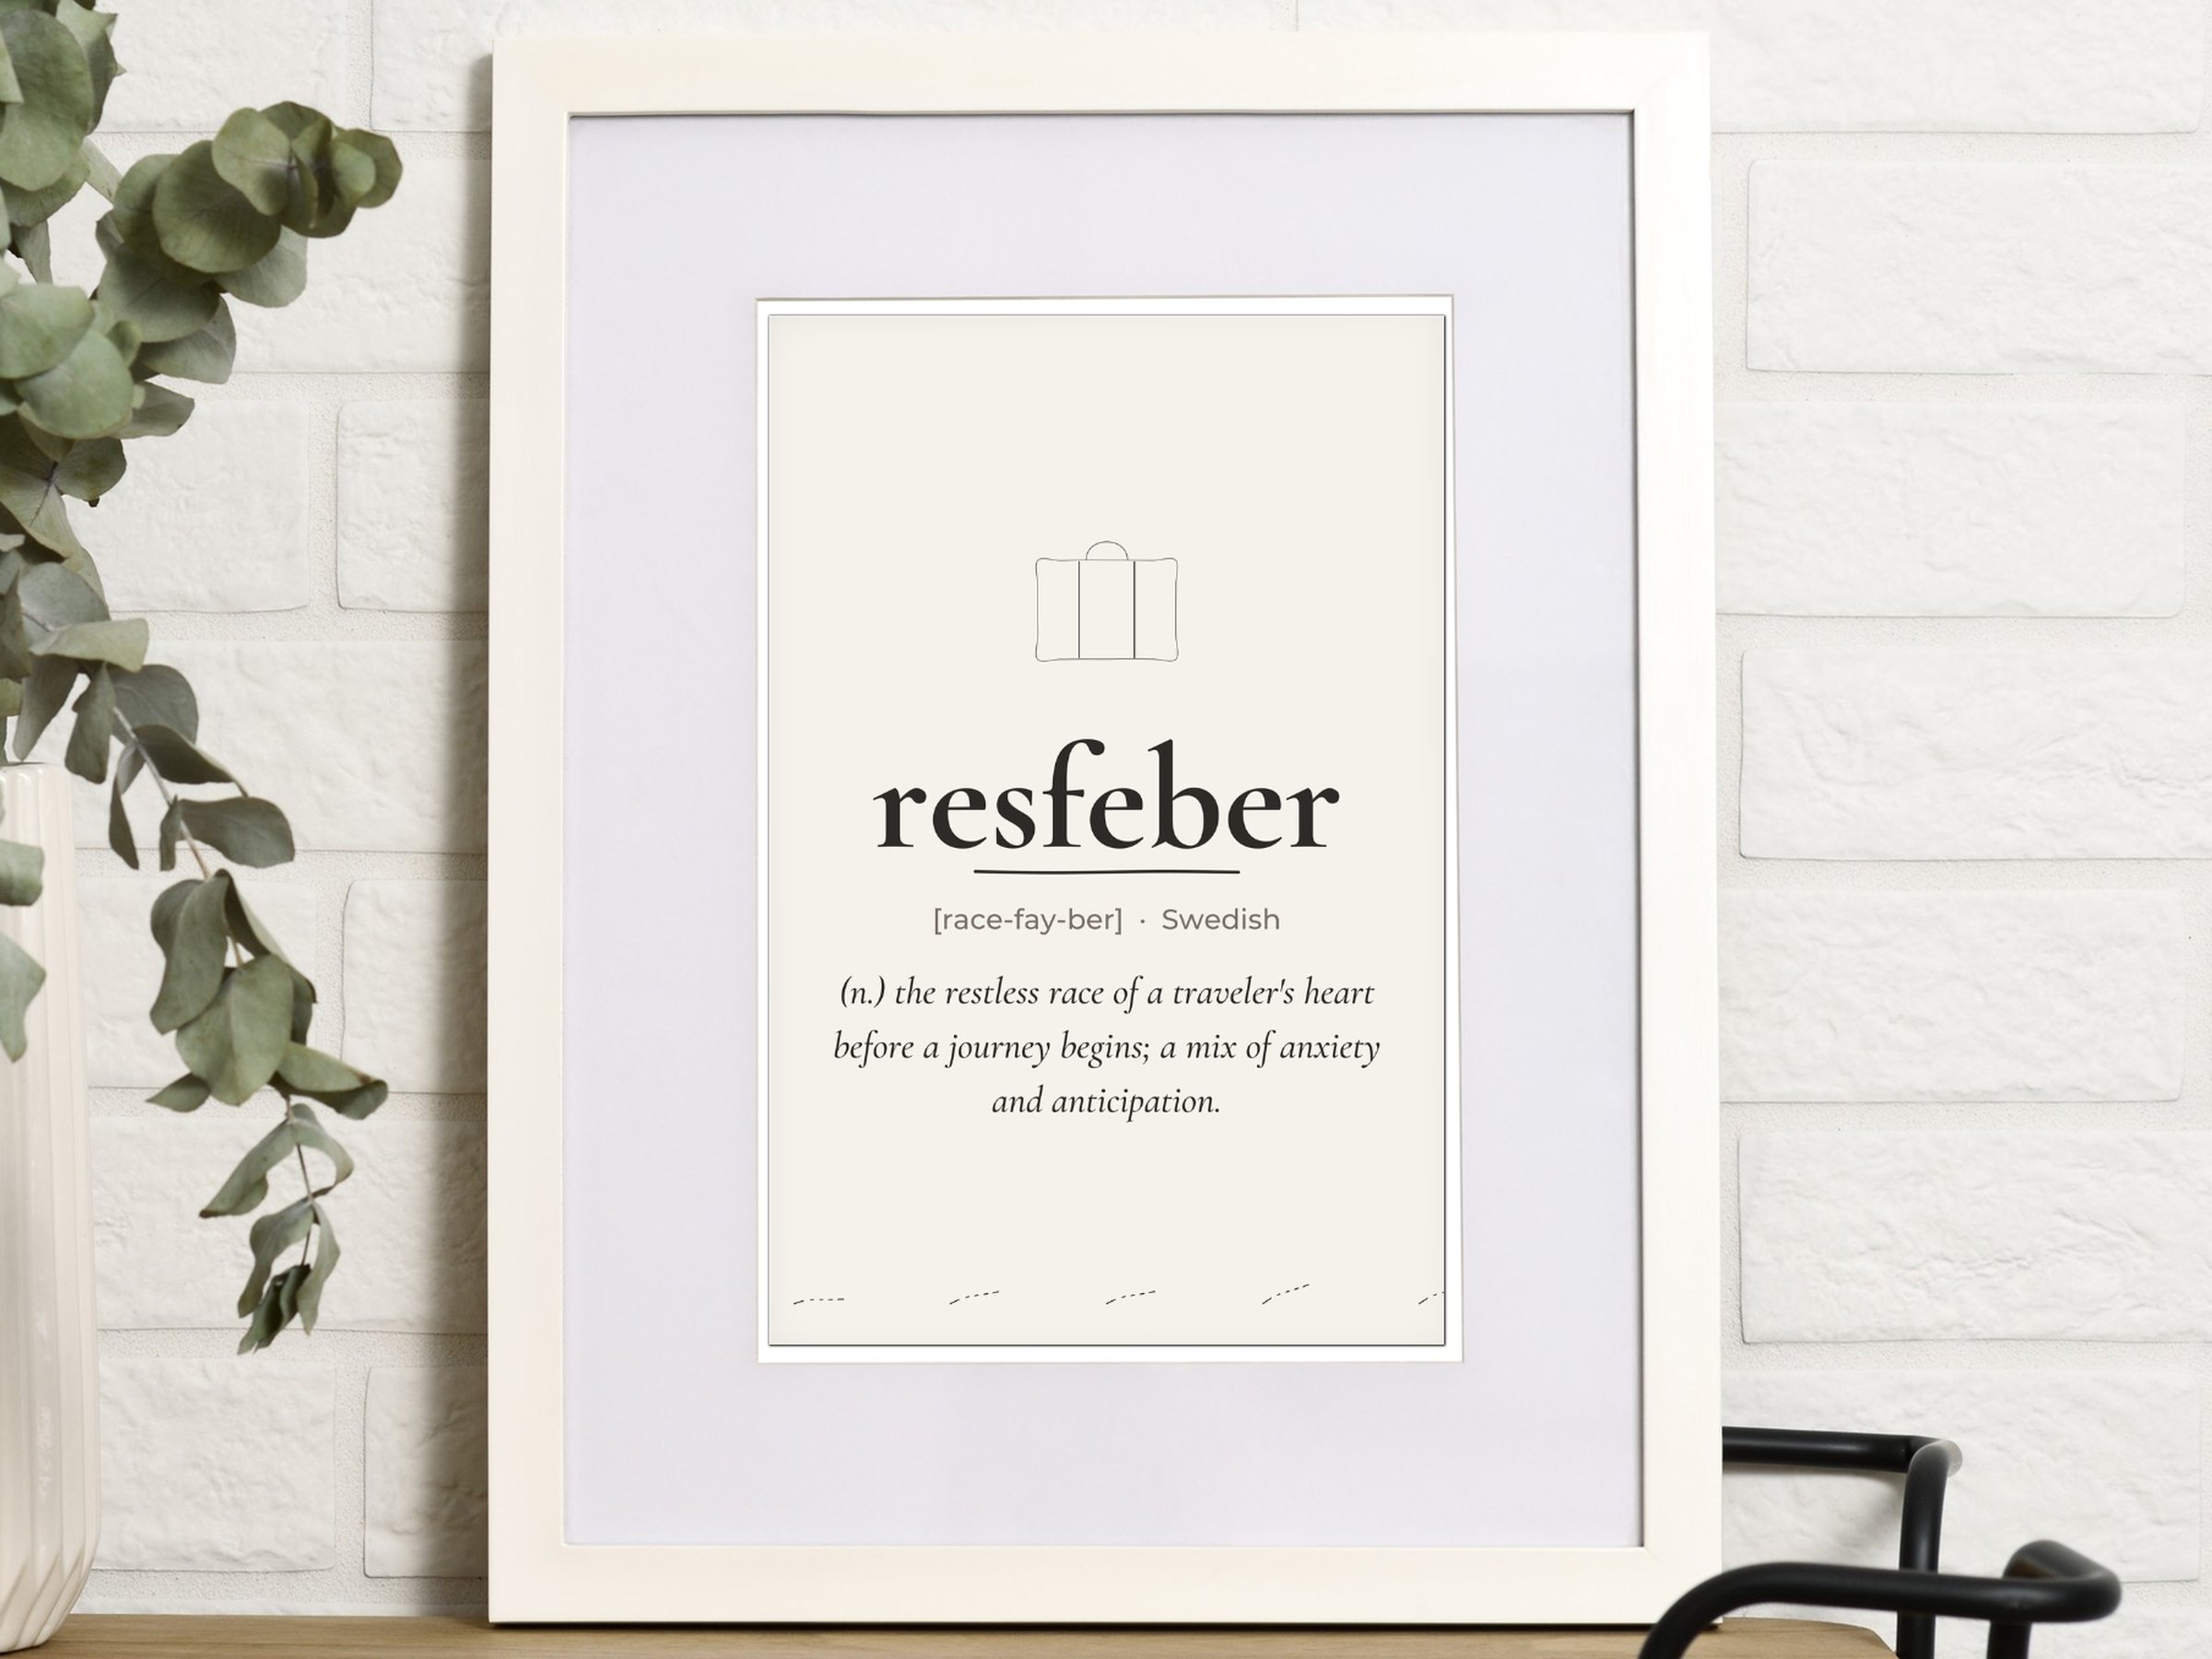 resfeber
[race-fay-ber] · Swedish
(n.) the restless race of a traveler's heart
before a journey begins; a mix of anxiety
and anticipation.